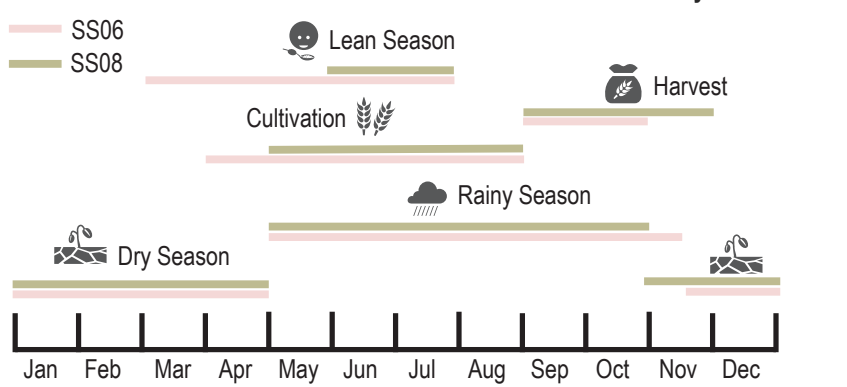 SS06
SS08
Lean Season
Harvest
Cultivation
Rainy Season
Dry Season
Jan Feb Mar Apr May Jun Jul Aug Sep Oct Nov Dec